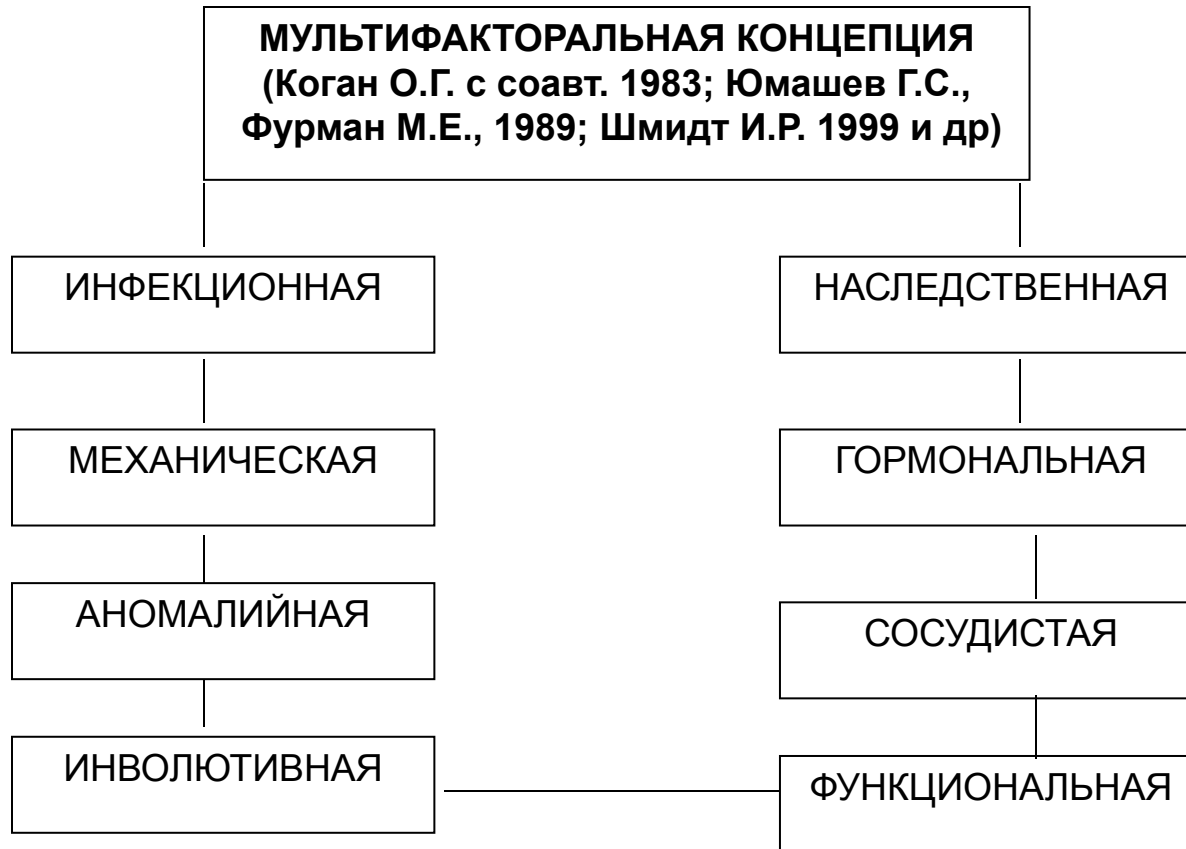 МУЛЬТИФАКТОРАЛЬНАЯ КОНЦЕПЦИЯ
(Коган О.Г. с соавт. 1983; Юмашев Г.С.,
Фурман М.Е., 1989; Шмидт И.Р. 1999 и др)
ИНФЕКЦИОННАЯ
НАСЛЕДСТВЕННАЯ
МЕХАНИЧЕСКАЯ
ГОРМОНАЛЬНАЯ
АНОМАЛИЙНАЯ
СОСУДИСТАЯ
ИНВОЛЮТИВНАЯ
ФУНКЦИОНАЛЬНАЯ